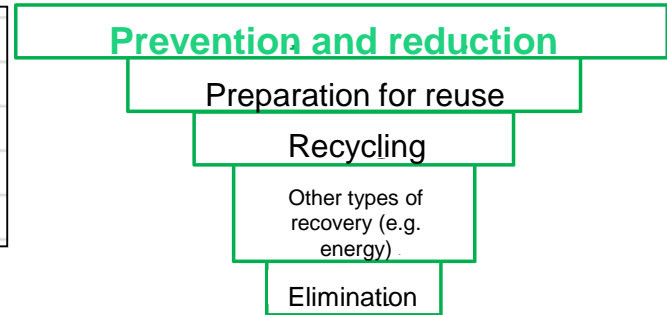 Prevention and reduction
Preparation for reuse
Recycling
Other types of
recovery (e.g.
energy)
Elimination